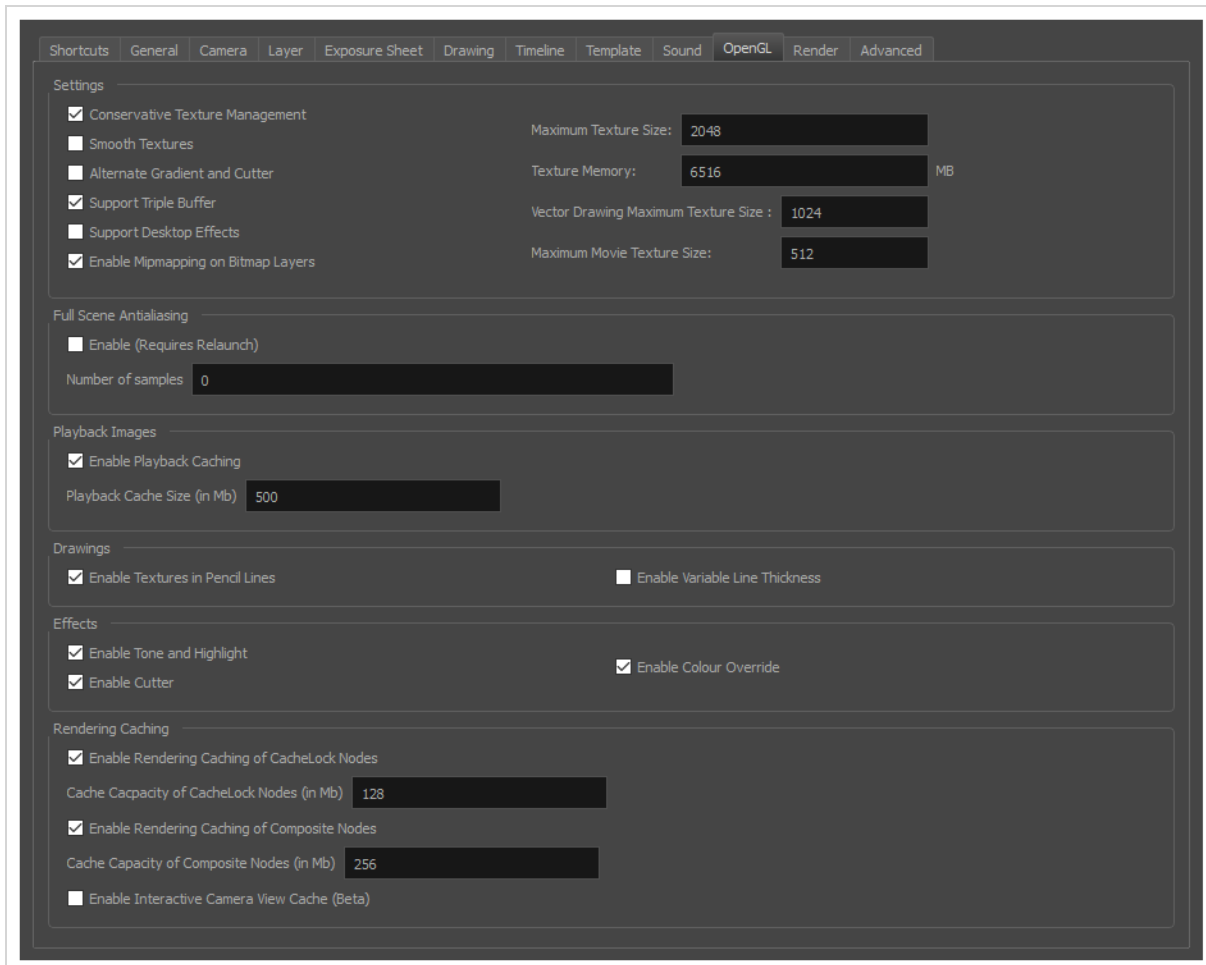 Shortcuts General Camera Layer Exposure Sheet Drawing Timeline Template Sound OpenGL Render Advanced
Settings
Conservative Texture Management
Smooth Textures
Alternate Gradient and Cutter
Support Triple Buffer
Support Desktop Effects
Enable Mipmapping on Bitmap Layers
Maximum Texture Size: 2048
Texture Memory: 6516 MB
Vector Drawing Maximum Texture Size : 1024
Maximum Movie Texture Size: 512
Full Scene Antialiasing
Enable (Requires Relaunch)
Number of samples 0
Playback Images
Enable Playback Caching
Playback Cache Size (in Mb) 500
Drawings
Enable Textures in Pencil Lines
Enable Variable Line Thickness
Effects
Enable Tone and Highlight
Enable Cutter
Enable Colour Override
Rendering Caching
Enable Rendering Caching of CacheLock Nodes
Cache Cacpacity of CacheLock Nodes (in Mb) 128
Enable Rendering Caching of Composite Nodes
Cache Capacity of Composite Nodes (in Mb) 256
Enable Interactive Camera View Cache (Beta)